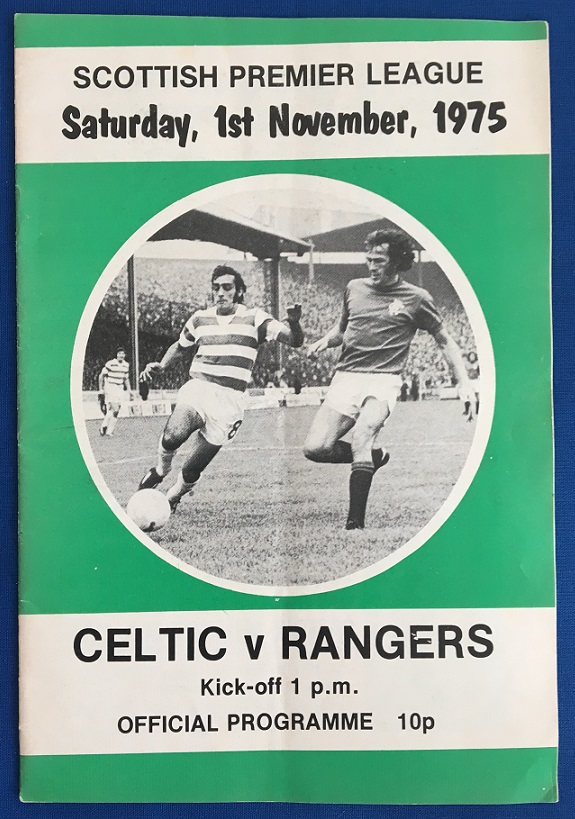 SCOTTISH PREMIER LEAGUE
Saturday, 1st November, 1975
8
CELTIC v RANGERS
Kick-off 1 p.m.
OFFICIAL PROGRAMME 10p